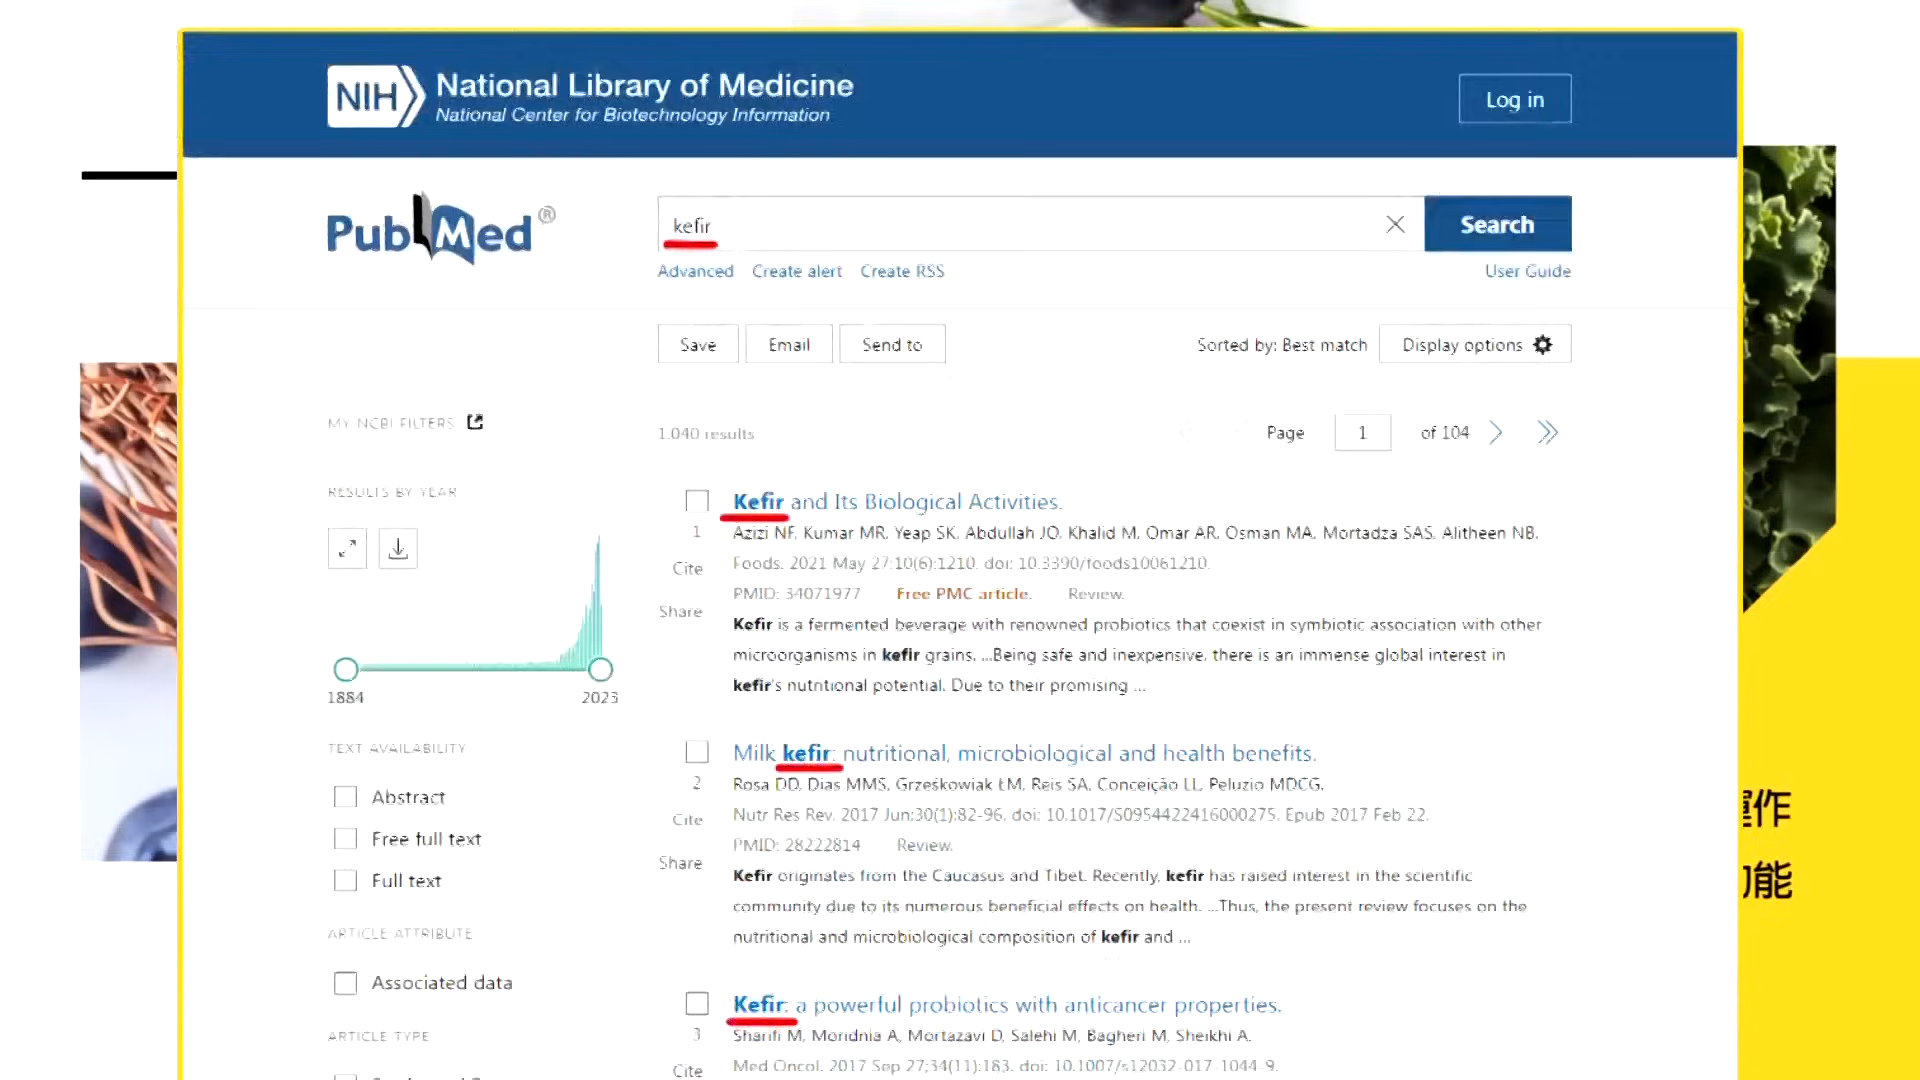 NIH National Library of Medicine
National Center for Biotechnology Information
Log in
PubMed®
kefir
Search
Advanced Create alert Create RSS
User Guide
Save Email Send to
Sorted by: Best match Display options
MY NCBI FILTERS
1,040 results
Page 1 of 104
RESULTS BY YEAR
1884 2023
Kefir and Its Biological Activities.
1 Azizi NF, Kumar MR, Yeap SK, Abdullah JO, Khalid M, Omar AR, Osman MA, Mortadza SAS, Alitheen NB.
Cite Foods. 2021 May 27;10(6):1210. doi: 10.3390/foods10061210.
PMID: 34071977 Free PMC article. Review.
Share
Kefir is a fermented beverage with renowned probiotics that coexist in symbiotic association with other
microorganisms in kefir grains. ...Being safe and inexpensive, there is an immense global interest in
kefir's nutritional potential. Due to their promising ...
TEXT AVAILABILITY
Abstract
Free full text
Full text
ARTICLE ATTRIBUTE
Associated data
ARTICLE TYPE
Milk kefir: nutritional, microbiological and health benefits.
2 Rosa DD, Dias MMS, Grześkowiak ŁM, Reis SA, Conceição LL, Peluzio MDCG.
Cite Nutr Res Rev. 2017 Jun;30(1):82-96. doi: 10.1017/S0954422416000275. Epub 2017 Feb 22.
PMID: 28222814 Review.
Share
Kefir originates from the Caucasus and Tibet. Recently, kefir has raised interest in the scientific
community due to its numerous beneficial effects on health. ...Thus, the present review focuses on the
nutritional and microbiological composition of kefir and ...
Kefir: a powerful probiotics with anticancer properties.
3 Sharifi M, Moridnia A, Mortazavi D, Salehi M, Bagheri M, Sheikhi A.
Cite Med Oncol. 2017 Sep 27;34(11):183. doi: 10.1007/s12032-017-1044-9.
作
能